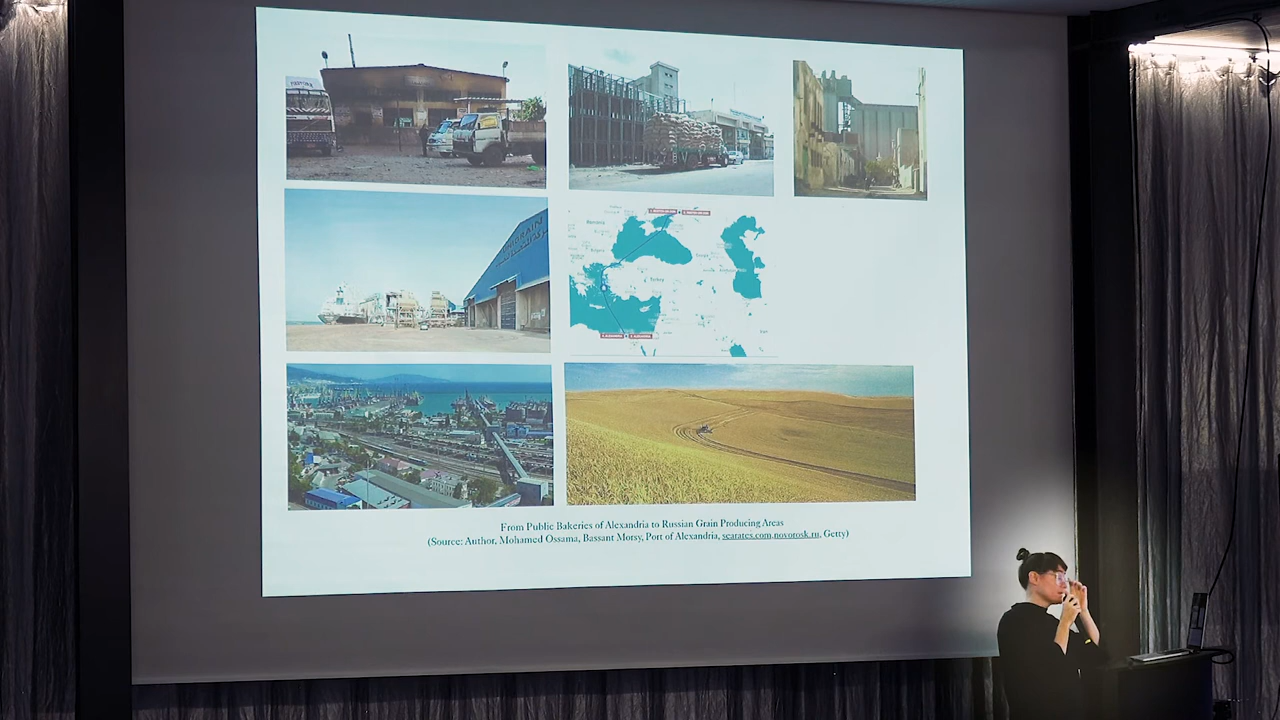 Turkey
From Public Bakeries of Alexandria to Russian Grain Producing Areas
(Source: Author, Mohamed Ossama, Bassant Morsy, Port of Alexandria, searates.com,novorosk.ru, Getty)